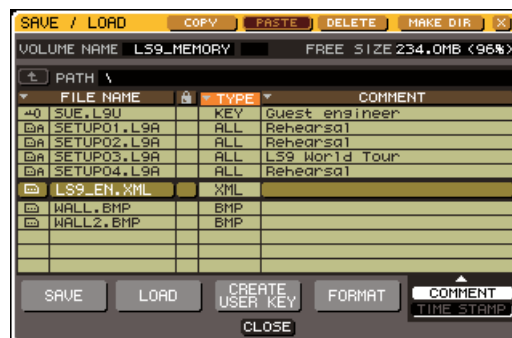 SAVE / LOAD COPY PASTE DELETE MAKE DIR X
VOLUME NAME LS9_MEMORY FREE SIZE 234.0MB (96%)
PATH \
FILE NAME TYPE COMMENT
SUE.L9U KEY Guest engineer
SETUP01.L9A ALL Rehearsal
SETUP02.L9A ALL Rehearsal
SETUP03.L9A ALL LS9 World Tour
SETUP04.L9A ALL Rehearsal
LS9_EN.XML XML
WALL.BMP BMP
WALL2.BMP BMP
SAVE LOAD CREATE USER KEY FORMAT COMMENT
TIME STAMP
CLOSE